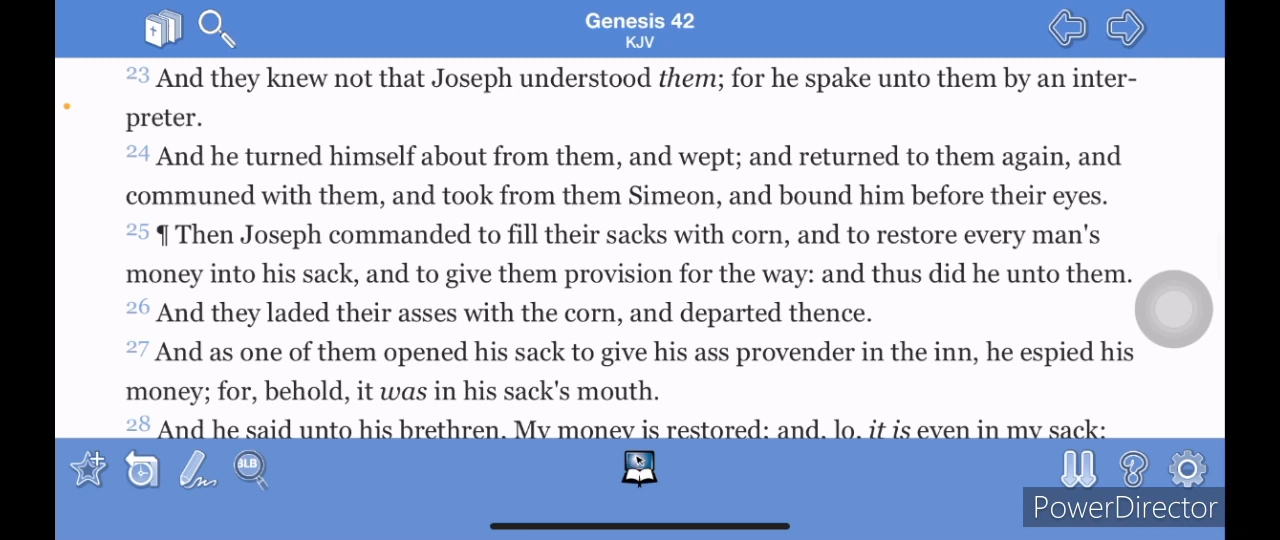 Genesis 42
KJV
23 And they knew not that Joseph understood them; for he spake unto them by an inter-
preter.
24 And he turned himself about from them, and wept; and returned to them again, and
communed with them, and took from them Simeon, and bound him before their eyes.
25 ¶ Then Joseph commanded to fill their sacks with corn, and to restore every man's
money into his sack, and to give them provision for the way: and thus did he unto them.
26 And they laded their asses with the corn, and departed thence.
27 And as one of them opened his sack to give his ass provender in the inn, he espied his
money; for, behold, it was in his sack's mouth.
28 And he said unto his brethren, My money is restored; and, lo, it is even in my sack:
BLB
PowerDirector